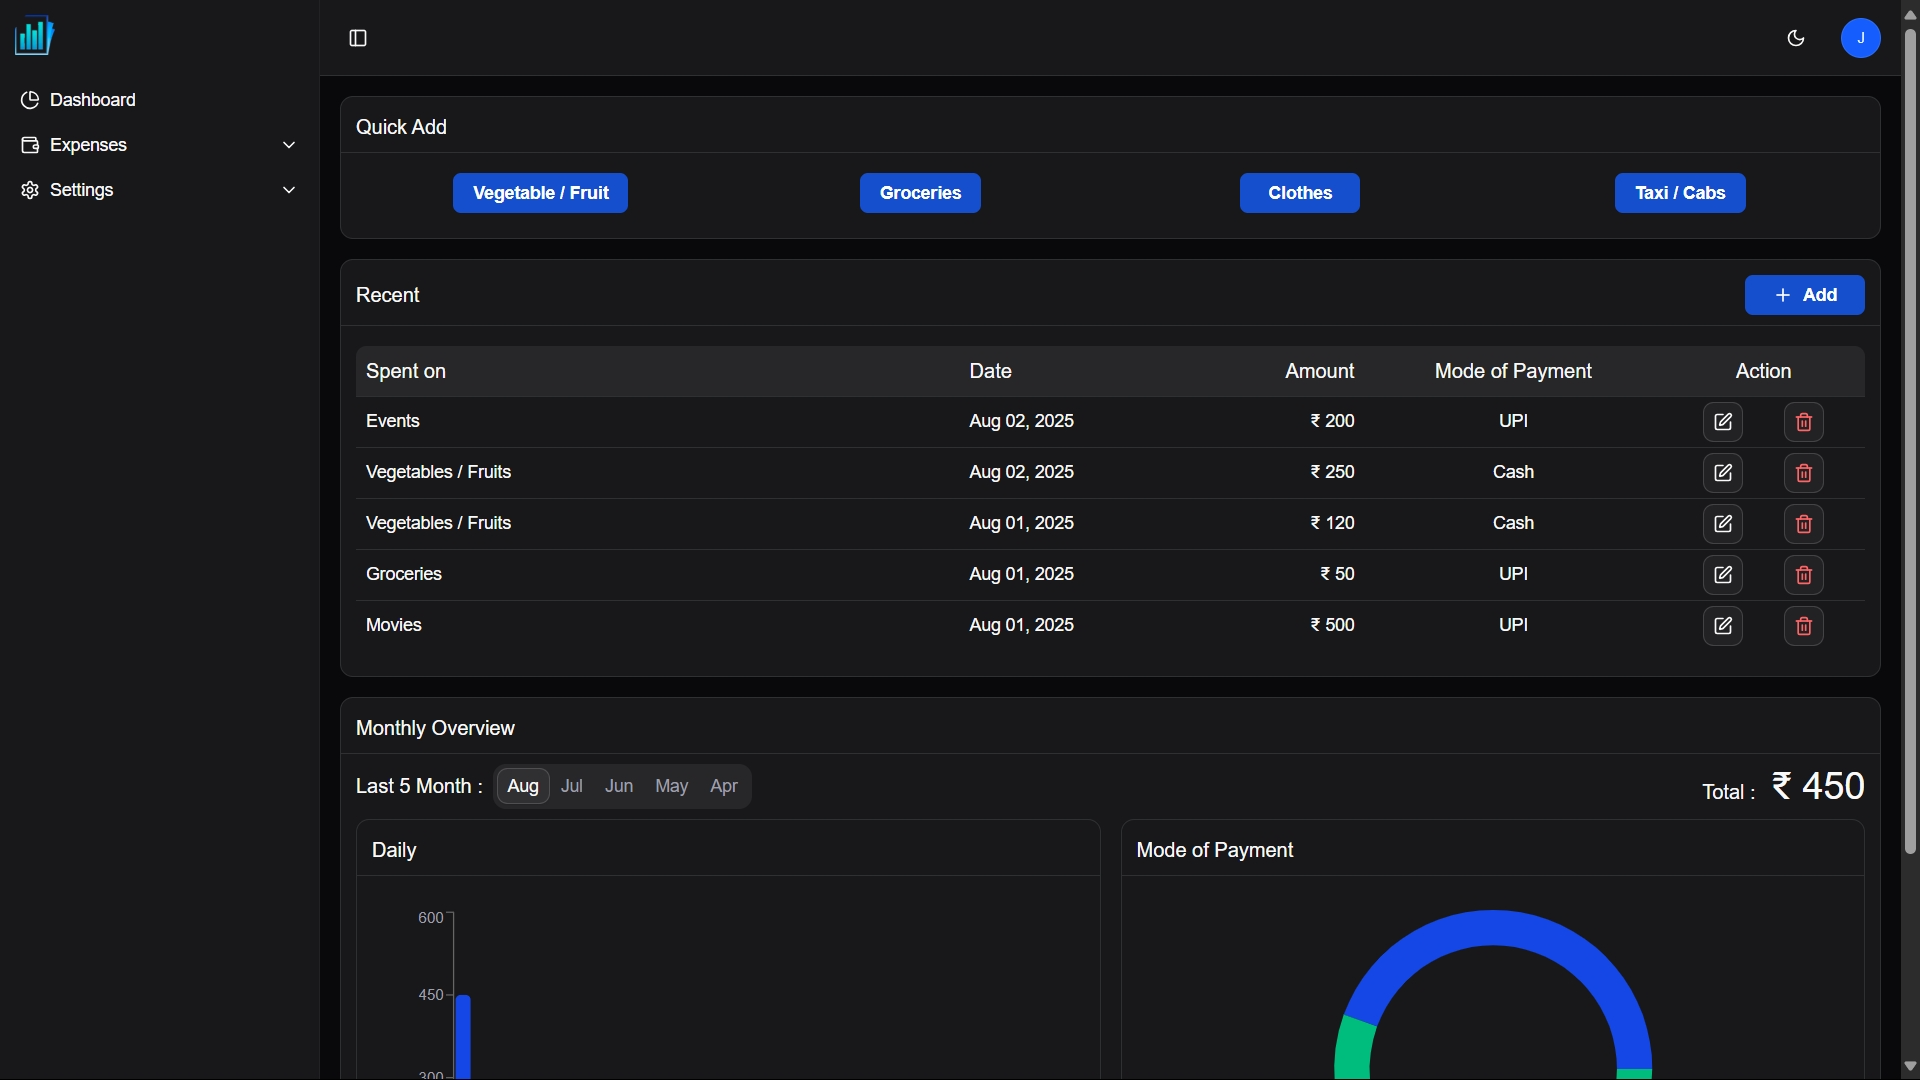 J
Dashboard
Expenses
Settings
Quick Add
Vegetable / Fruit
Groceries
Clothes
Taxi / Cabs
Recent
Add
Spent on Date Amount Mode of Payment Action
Events Aug 02, 2025 ₹ 200 UPI
Vegetables / Fruits Aug 02, 2025 ₹ 250 Cash
Vegetables / Fruits Aug 01, 2025 ₹ 120 Cash
Groceries Aug 01, 2025 ₹ 50 UPI
Movies Aug 01, 2025 ₹ 500 UPI
Monthly Overview
Last 5 Month : Aug Jul Jun May Apr
Total : ₹ 450
Daily
600
450
300
Mode of Payment